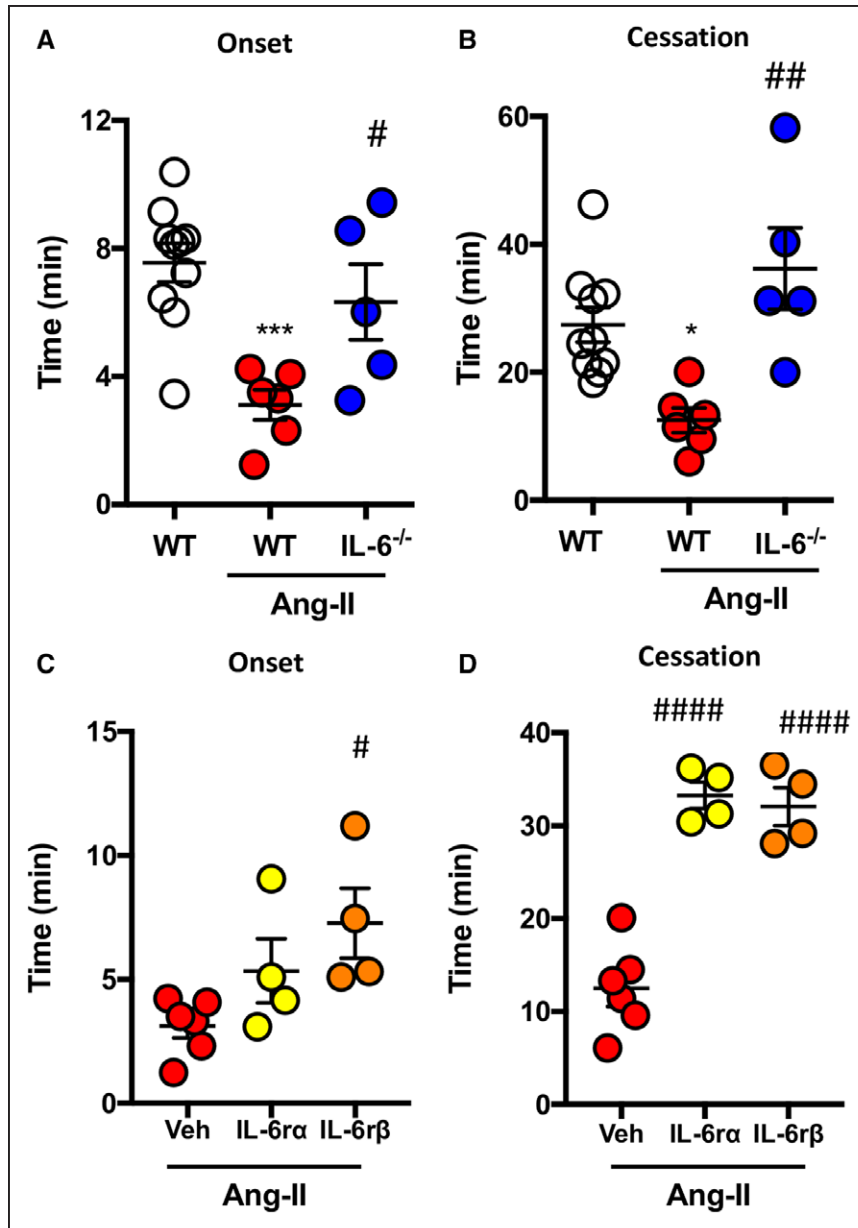 A
Onset
#
12
8
4
0
Time (min)
***
WT
WT
IL-6-/-
Ang-II
B
Cessation
##
60
40
20
0
Time (min)
*
WT
WT
IL-6-/-
Ang-II
C
Onset
#
15
10
5
0
Time (min)
Veh
IL-6rα
IL-6rβ
Ang-II
D
Cessation
####
####
40
30
20
10
0
Time (min)
Veh
IL-6rα
IL-6rβ
Ang-II